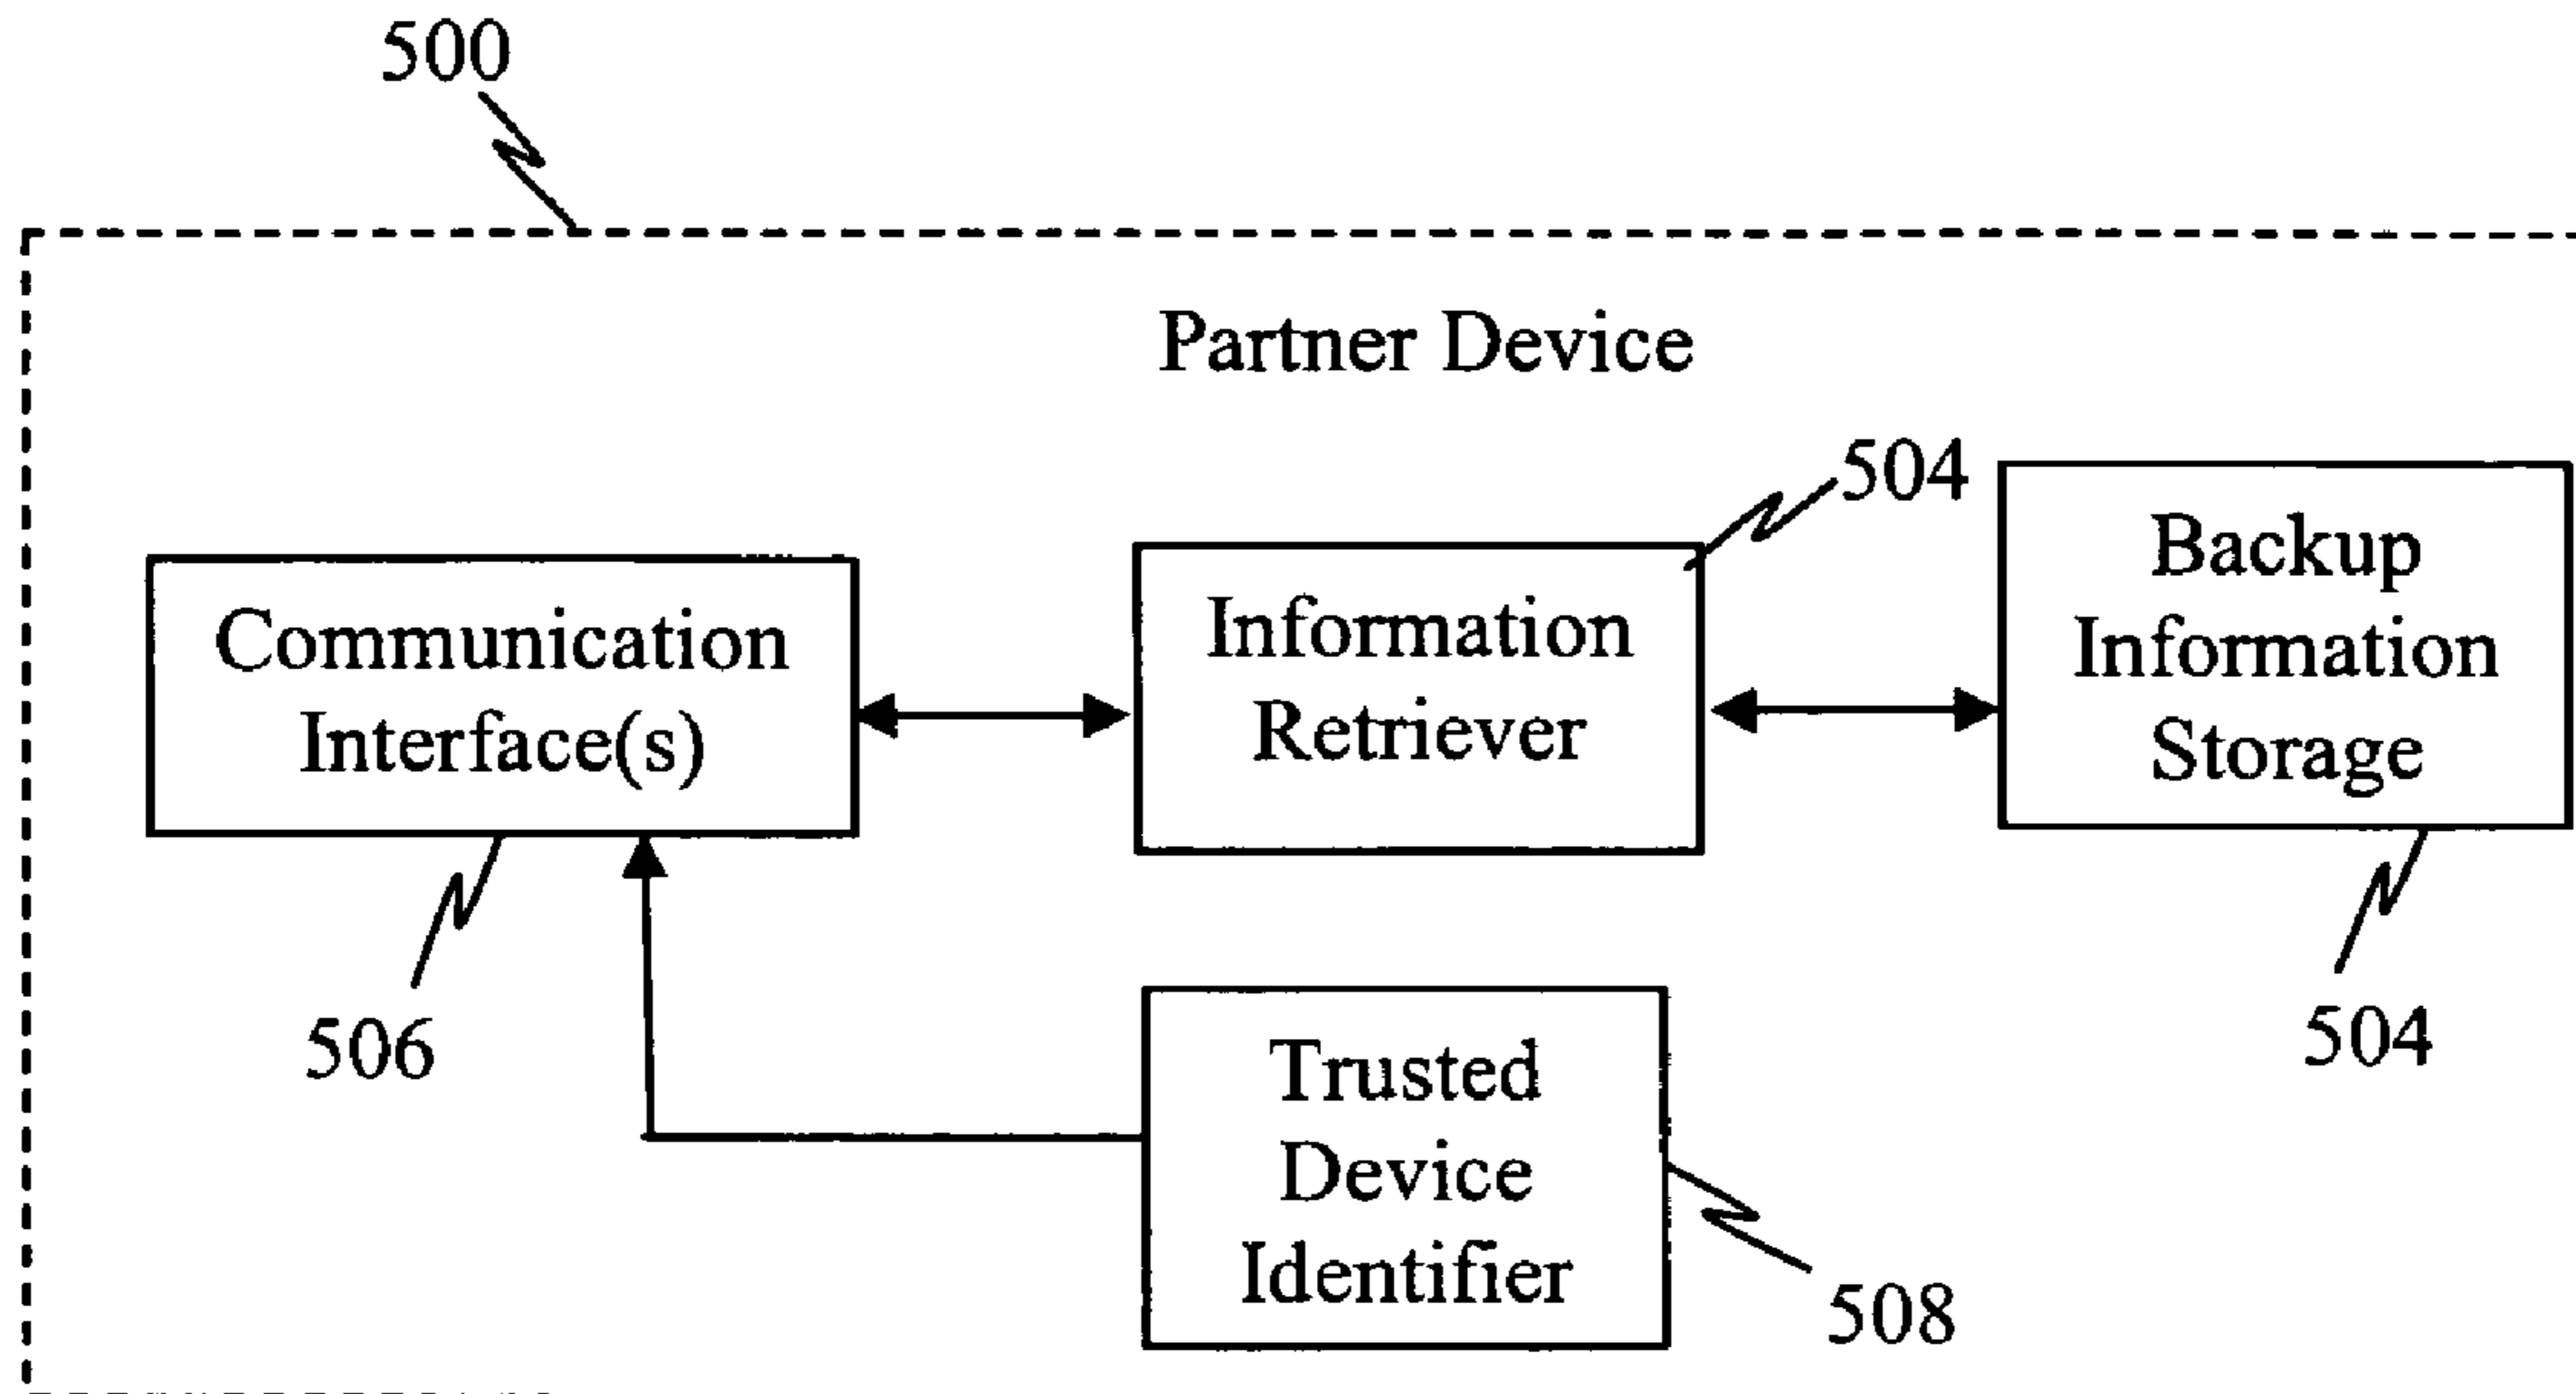 500
Partner Device
504
Communication
Interface(s)
Information
Retriever
Backup
Information
Storage
506
504
Trusted
Device
Identifier
508